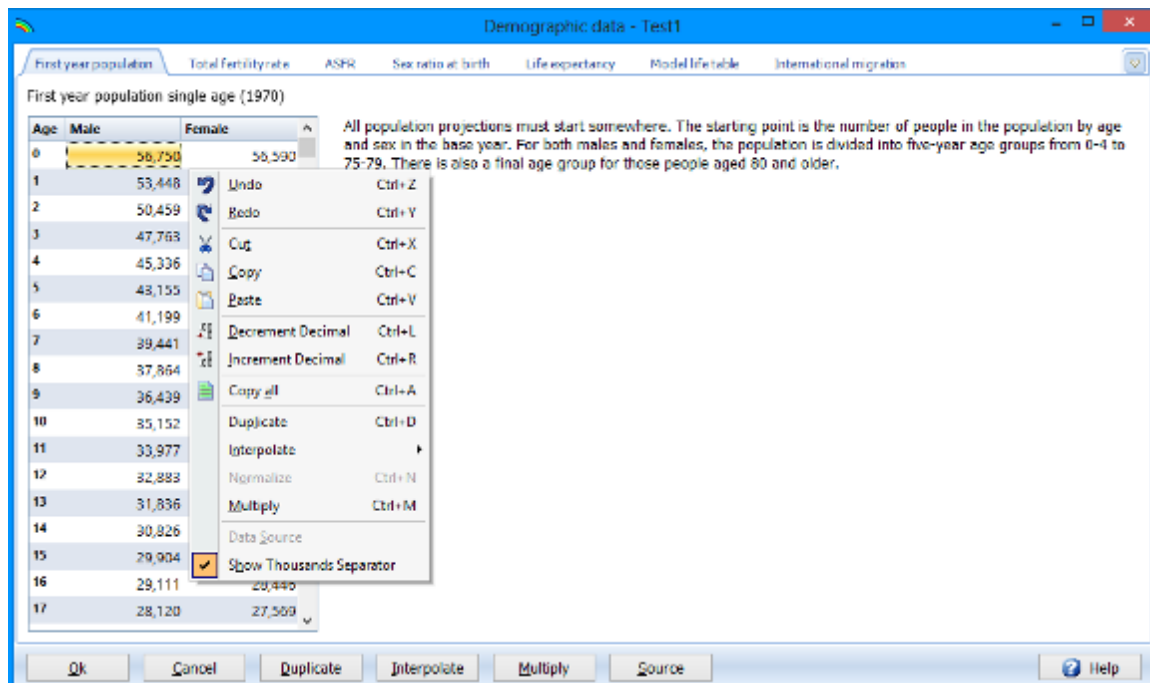 Demographic data - Test1
First year population Total fertility rate ASFR Sex ratio at birth Life expectancy Model life table International migration
First year population single age (1970)
All population projections must start somewhere. The starting point is the number of people in the population by age
and sex in the base year. For both males and females, the population is divided into five-year age groups from 0-4 to
75-79. There is also a final age group for those people aged 80 and older.
Age Male Female
0 56,750 56,590
1 53,448
2 50,459
3 47,763
4 45,336
5 43,155
6 41,199
7 39,441
8 37,864
9 36,439
10 35,152
11 33,977
12 32,883
13 31,836
14 30,826
15 29,904
16 29,111 28,446
17 28,120 27,569
Undo Ctrl+Z
Redo Ctrl+Y
Cut Ctrl+X
Copy Ctrl+C
Paste Ctrl+V
Decrement Decimal Ctrl+L
Increment Decimal Ctrl+R
Copy all Ctrl+A
Duplicate Ctrl+D
Interpolate
Normalize Ctrl+N
Multiply Ctrl+M
Data Source
Show Thousands Separator
Ok Cancel Duplicate Interpolate Multiply Source Help